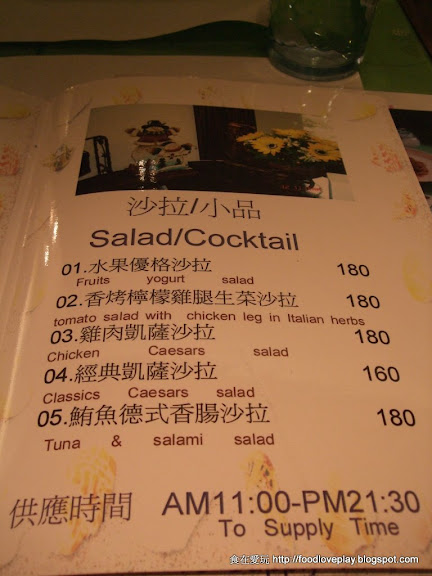 沙拉/小品
Salad/Cocktail
01.水果優格沙拉 180
Fruits yogurt salad
02.香烤檸檬雞腿生菜沙拉 180
tomato salad with chicken leg in Italian herbs
03.雞肉凱薩沙拉 180
Chicken Caesars salad
04.經典凱薩沙拉 160
Classics Caesars salad
05.鮪魚德式香腸沙拉 180
Tuna & salami salad
供應時間 AM11:00-PM21:30
To Supply Time
食在愛玩 http://foodloveplay.blogspot.com